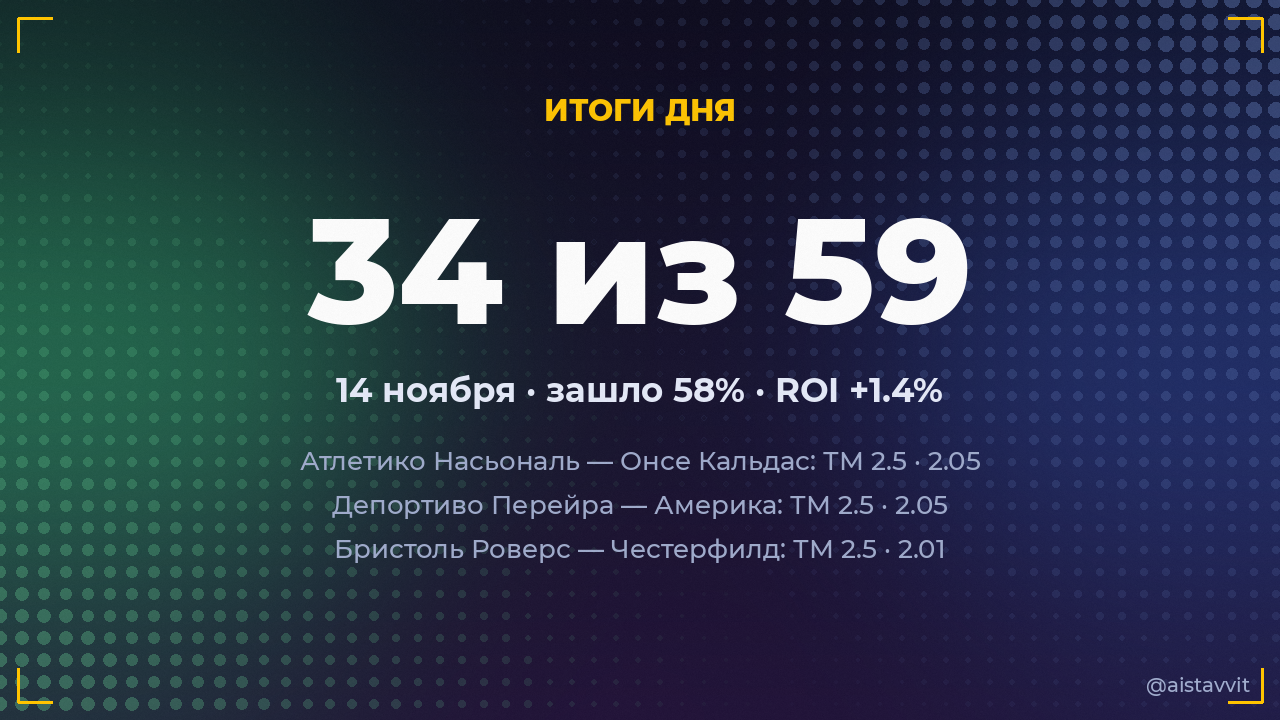 ИТОГИ ДНЯ
34 из 59
14 ноября · зашло 58% · ROI +1.4%
Атлетико Насьональ — Онсе Кальдас: ТМ 2.5 · 2.05
Депортиво Перейра — Америка: ТМ 2.5 · 2.05
Бристоль Роверс — Честерфилд: ТМ 2.5 · 2.01
@aistavvit